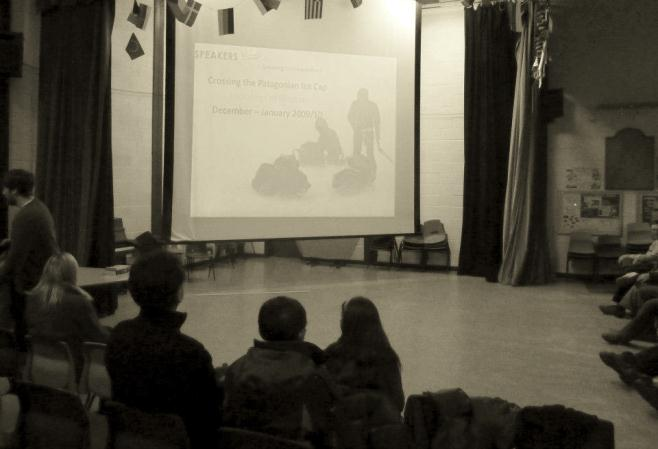 SPEAKERS
Crossing the Patagonian Ice Cap
December – January 2009/10